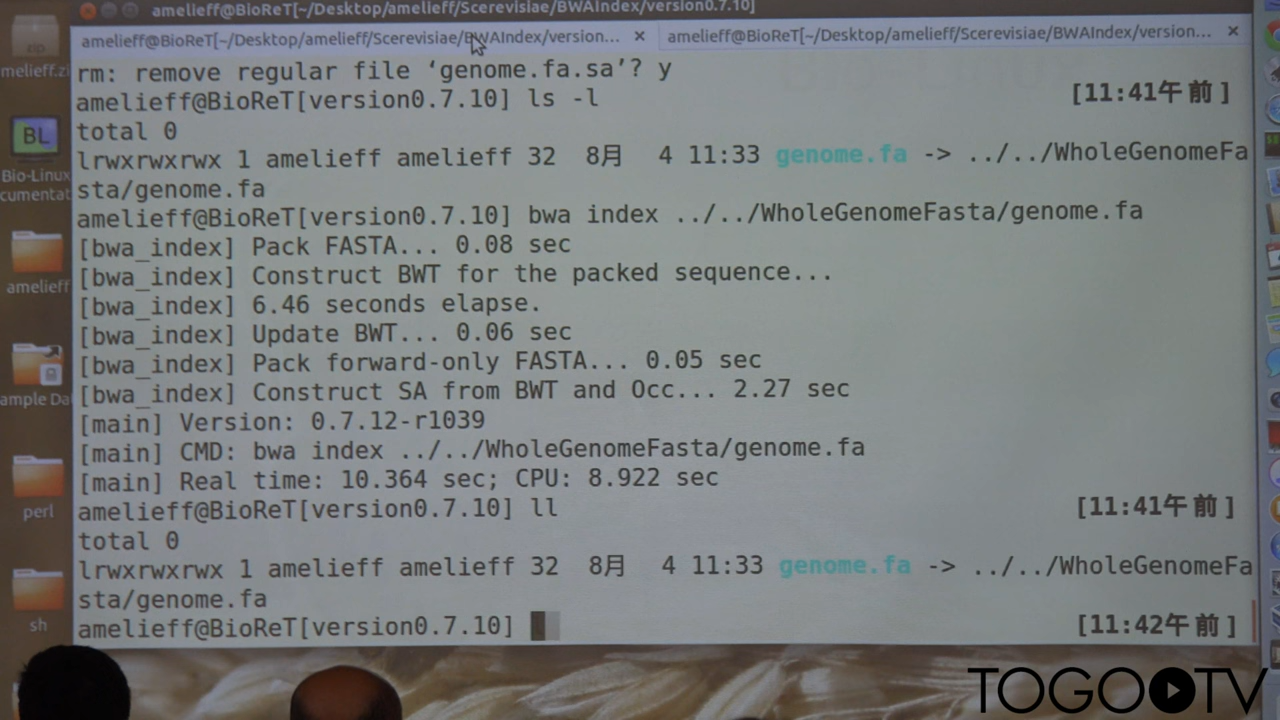 amelieff@BioReT[~/Desktop/amelieff/Scerevisiae/BWAIndex/version0.7.10]
amelieff@BioReT[~/Desktop/amelieff/Scerevisiae/BWAIndex/version... ×
amelieff@BioReT[~/Desktop/amelieff/Scerevisiae/BWAIndex/version... ×
rm: remove regular file ‘genome.fa.sa’? y
amelieff@BioReT[version0.7.10] ls -l [11:41午前]
total 0
lrwxrwxrwx 1 amelieff amelieff 32 8月 4 11:33 genome.fa -> ../../WholeGenomeFa
sta/genome.fa
amelieff@BioReT[version0.7.10] bwa index ../../WholeGenomeFasta/genome.fa
[bwa_index] Pack FASTA... 0.08 sec
[bwa_index] Construct BWT for the packed sequence...
[bwa_index] 6.46 seconds elapse.
[bwa_index] Update BWT... 0.06 sec
[bwa_index] Pack forward-only FASTA... 0.05 sec
[bwa_index] Construct SA from BWT and Occ... 2.27 sec
[main] Version: 0.7.12-r1039
[main] CMD: bwa index ../../WholeGenomeFasta/genome.fa
[main] Real time: 10.364 sec; CPU: 8.922 sec
amelieff@BioReT[version0.7.10] ll [11:41午前]
total 0
lrwxrwxrwx 1 amelieff amelieff 32 8月 4 11:33 genome.fa -> ../../WholeGenomeFa
sta/genome.fa
amelieff@BioReT[version0.7.10] [11:42午前]
zip
melieff.zi
BL
Bio-Linux
cumentat
amelieff
ample Da
perl
sh
TOGOTV